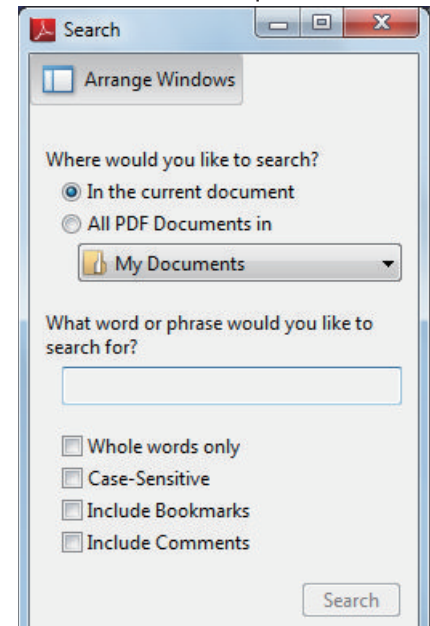 Search
Arrange Windows
Where would you like to search?
In the current document
All PDF Documents in
My Documents
What word or phrase would you like to
search for?
Whole words only
Case-Sensitive
Include Bookmarks
Include Comments
Search